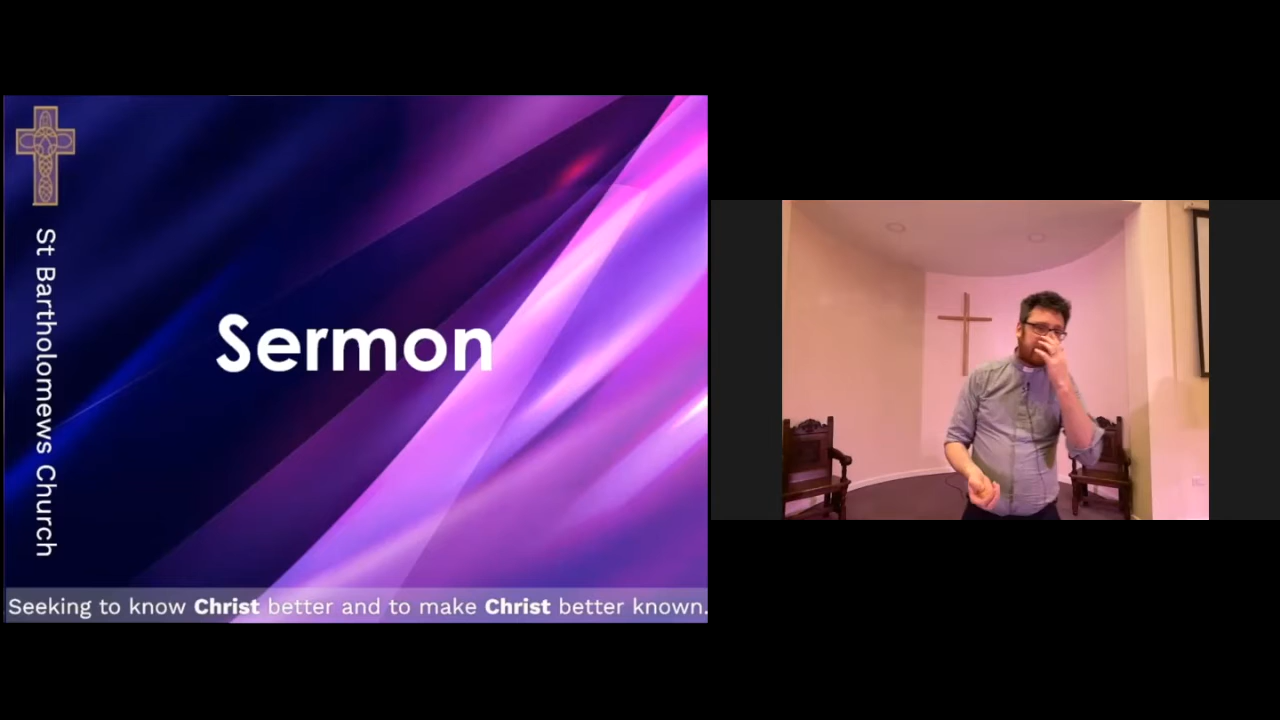 St Bartholomews Church
Sermon
Seeking to know Christ better and to make Christ better known.